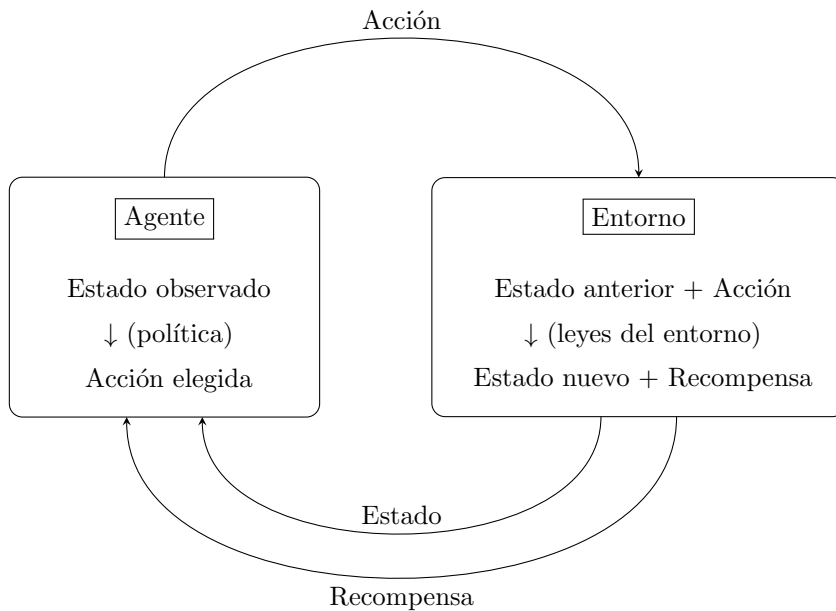 Acción
Agente
Estado observado
↓ (política)
Acción elegida
Entorno
Estado anterior + Acción
↓ (leyes del entorno)
Estado nuevo + Recompensa
Estado
Recompensa